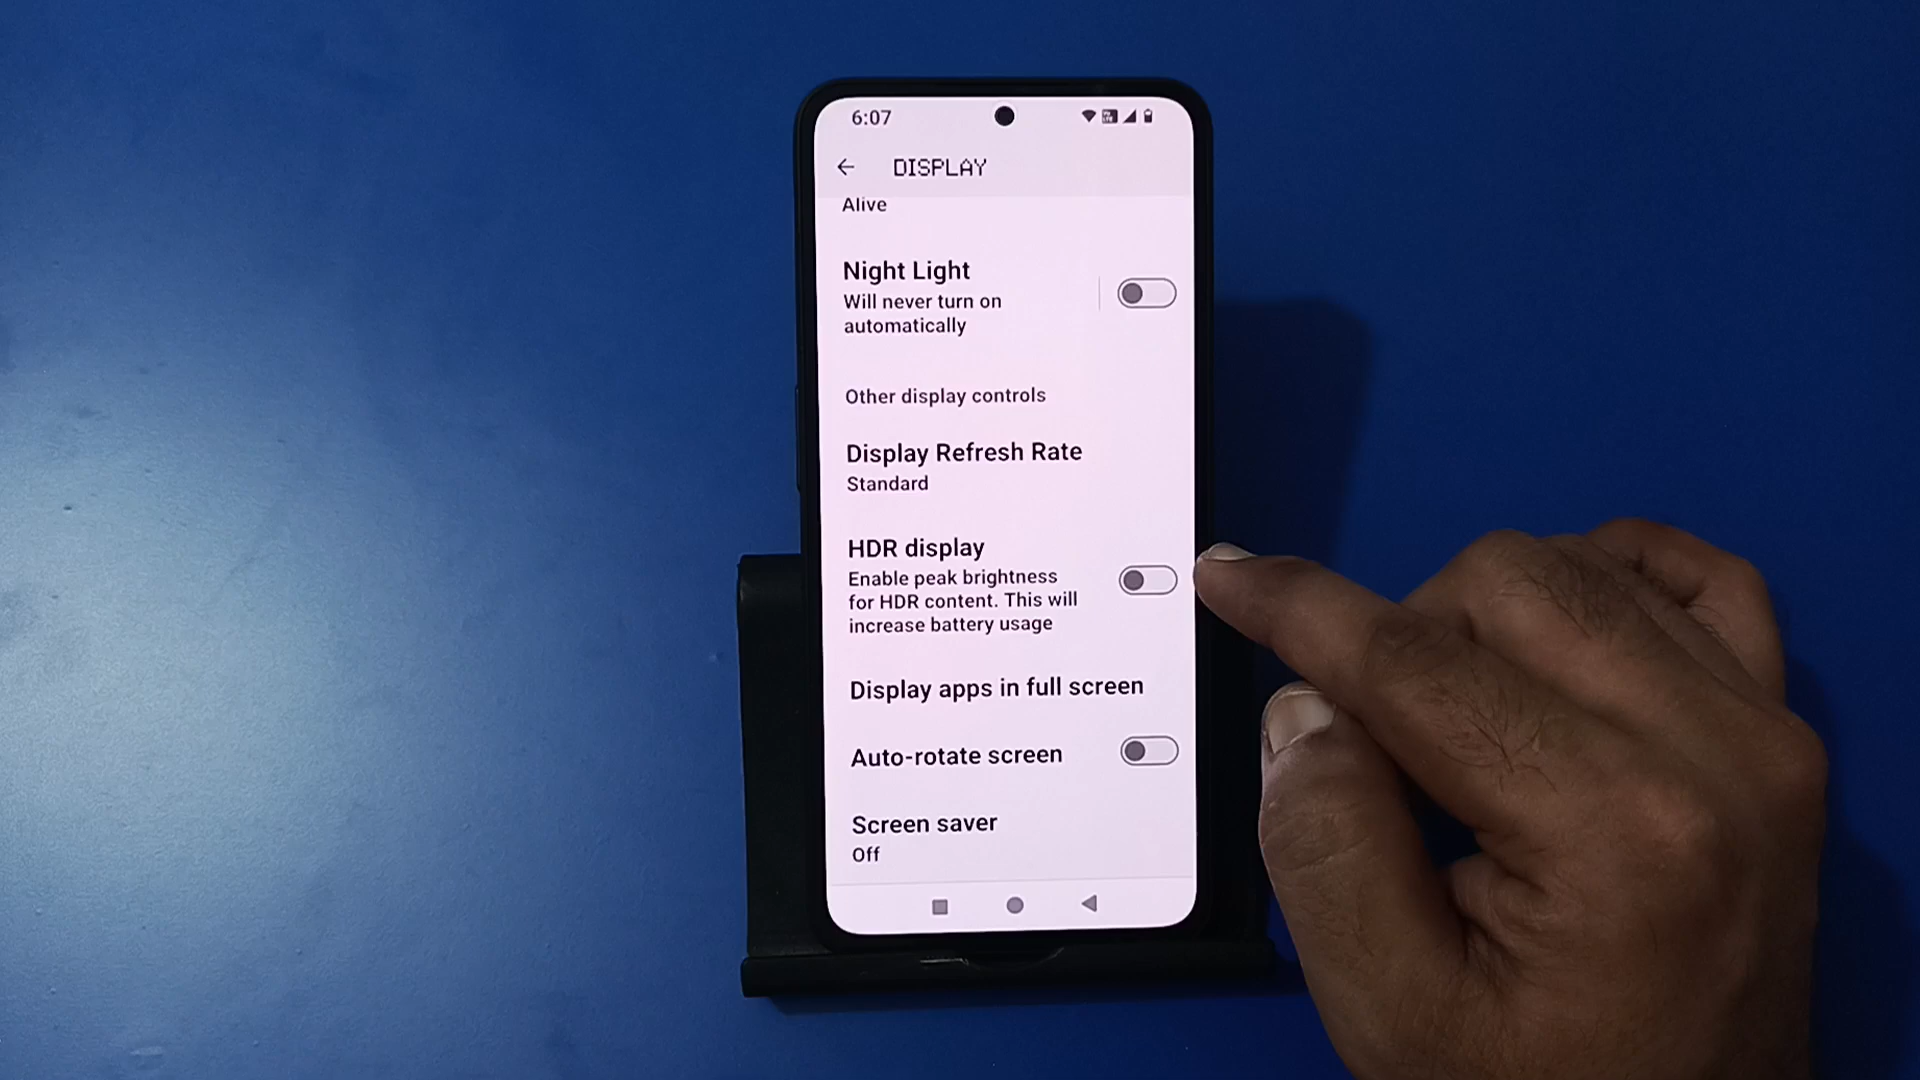 6:07
DISPLAY
Alive
Night Light
Will never turn on
automatically
Other display controls
Display Refresh Rate
Standard
HDR display
Enable peak brightness
for HDR content. This will
increase battery usage
Display apps in full screen
Auto-rotate screen
Screen saver
Off